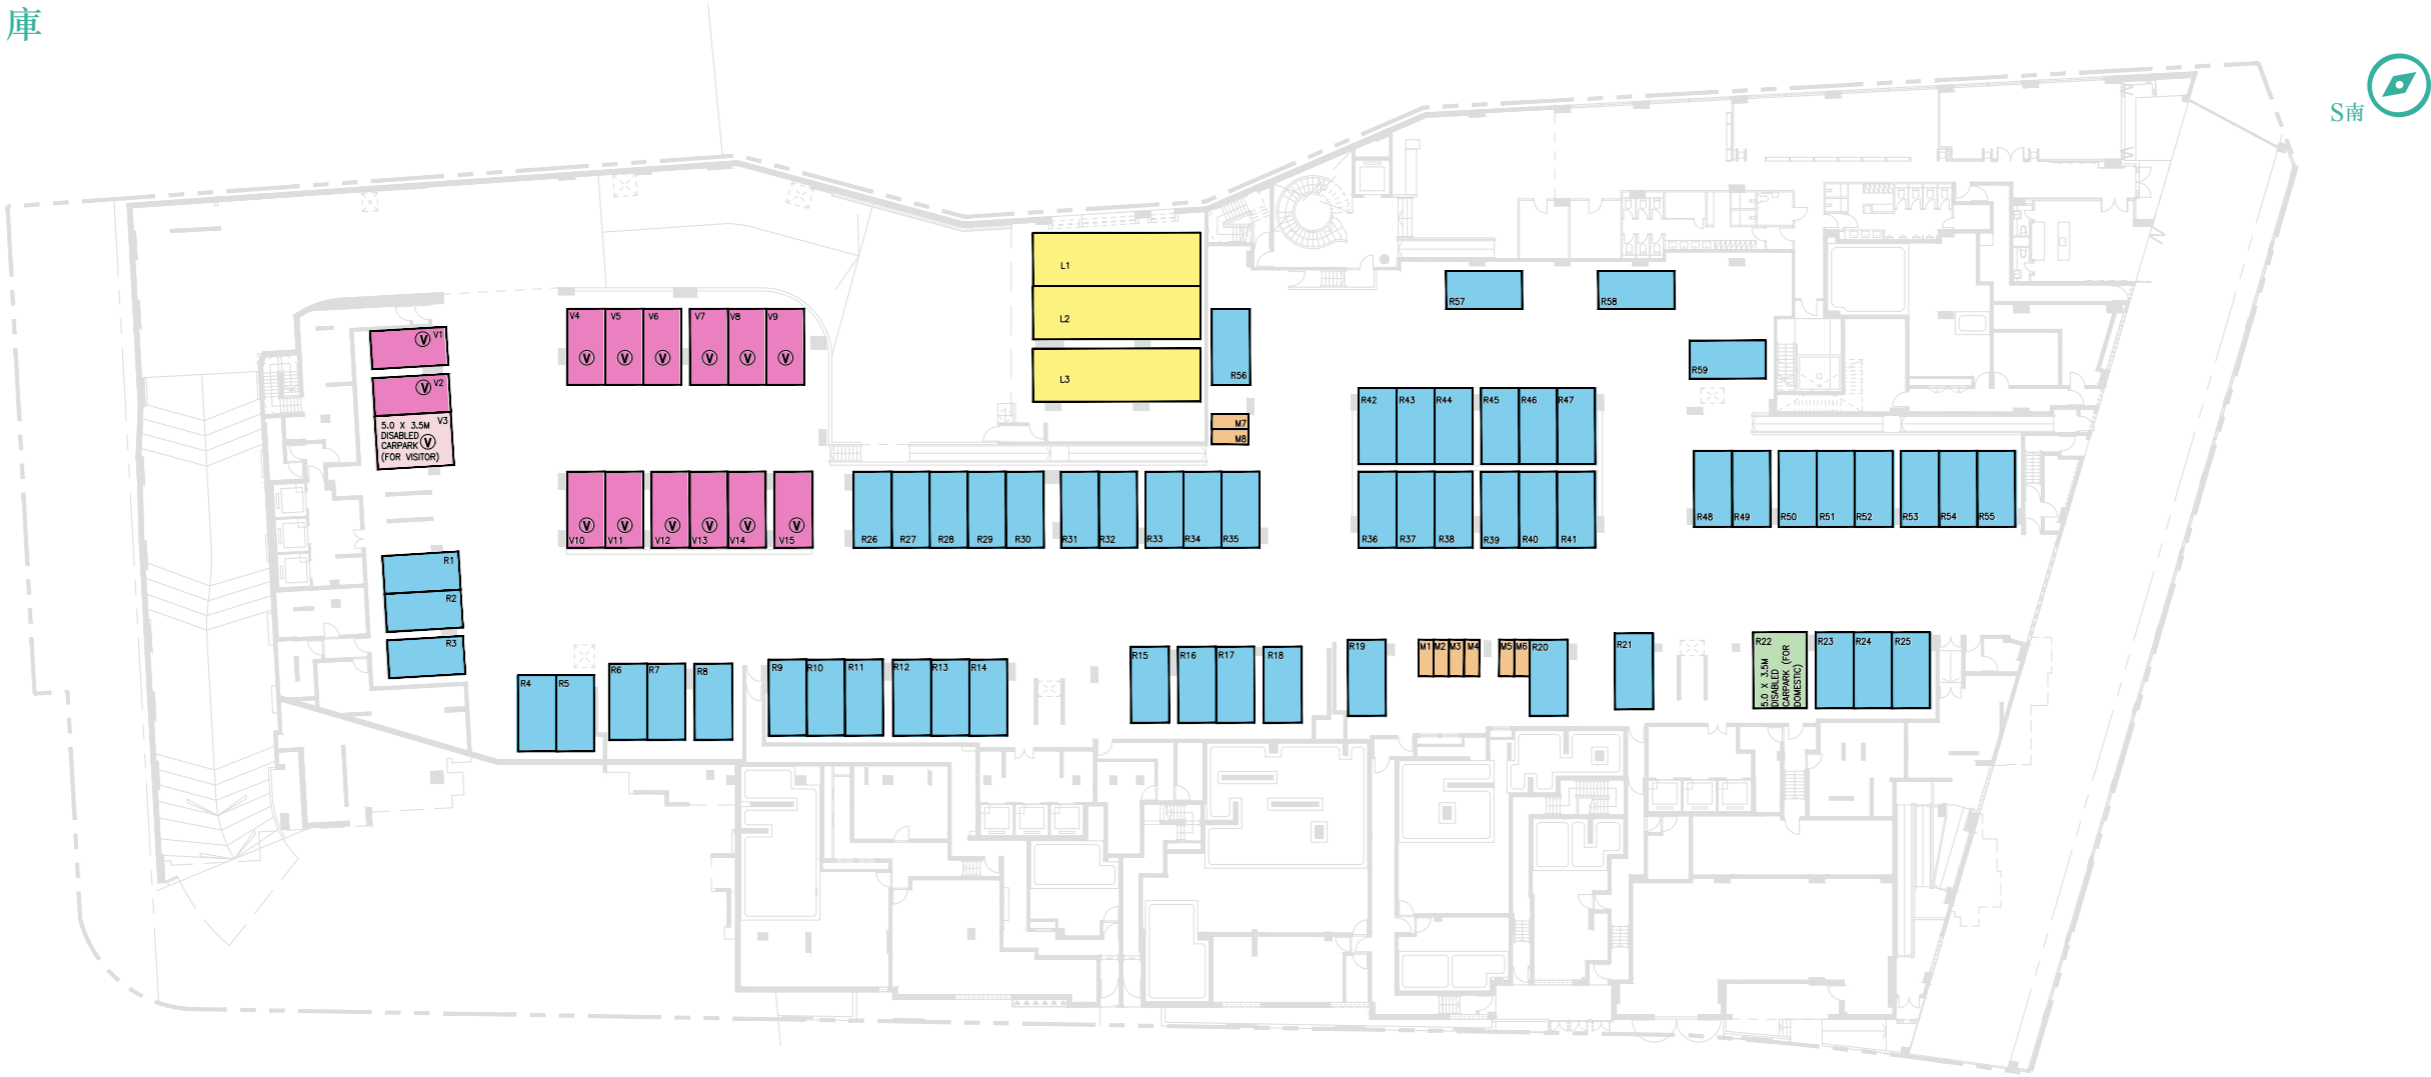 庫
S南
L1
L2
L3
R57
R58
V4 V5 V6 V7 V8 V9
V V V V V V
R56
V1
V
V2
V
V3
5.0 X 3.5M
DISABLED
CARPARK V
(FOR VISITOR)
R59
R42 R43 R44 R45 R46 R47
M7
M8
V V V V V V
V10 V11 V12 V13 V14 V15
R26 R27 R28 R29 R30 R31 R32 R33 R34 R35
R36 R37 R38 R39 R40 R41
R48 R49 R50 R51 R52 R53 R54 R55
R1
R2
R3
R4 R5
R6 R7 R8
R9 R10 R11 R12 R13 R14
R15 R16 R17 R18
R19
M1 M2 M3 M4 M5 M6
R20
R21
R22
5.0 X 3.5M
DISABLED
CARPARK (FOR
DOMESTIC)
R23 R24 R25